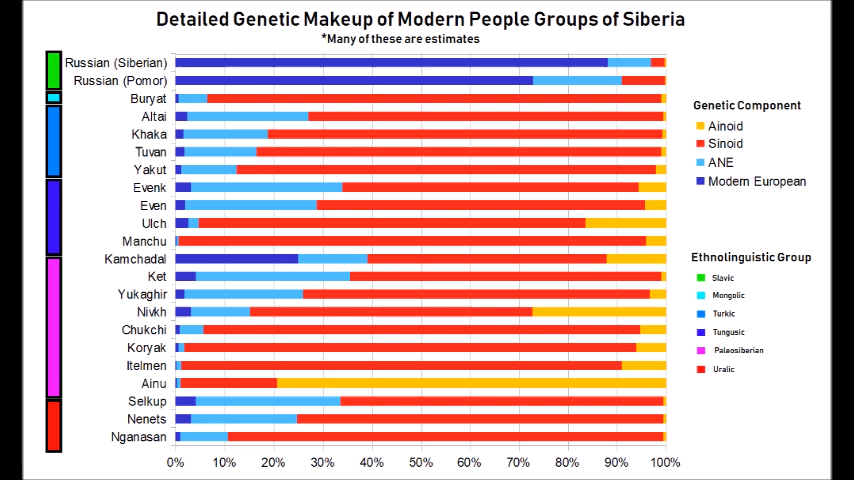 Detailed Genetic Makeup of Modern People Groups of Siberia
*Many of these are estimates
Russian (Siberian)
Russian (Pomor)
Buryat
Altai
Khaka
Tuvan
Yakut
Evenk
Even
Ulch
Manchu
Kamchadal
Ket
Yukaghir
Nivkh
Chukchi
Koryak
Itelmen
Ainu
Selkup
Nenets
Nganasan
0% 10% 20% 30% 40% 50% 60% 70% 80% 90% 100%
Genetic Component
Ainoid
Sinoid
ANE
Modern European
Ethnolinguistic Group
Slavic
Mongolic
Turkic
Tungusic
Paleosiberian
Uralic